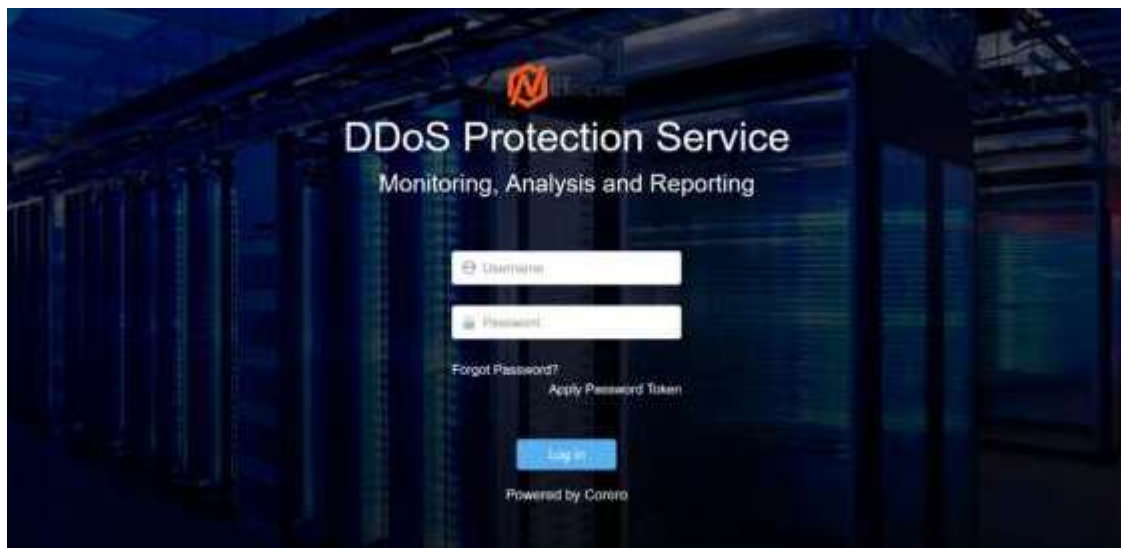 DDoS Protection Service
Monitoring, Analysis and Reporting
Username
Password
Forgot Password?
Apply Password Token
Log in
Powered by Corero